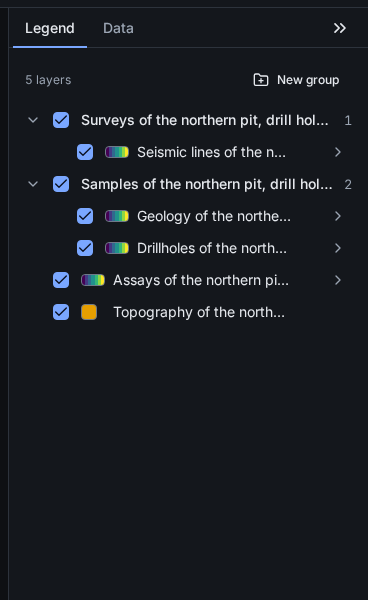 Legend Data
5 layers New group
Surveys of the northern pit, drill hol... 1
Seismic lines of the n...
Samples of the northern pit, drill hol... 2
Geology of the northe...
Drillholes of the north...
Assays of the northern pi...
Topography of the north...